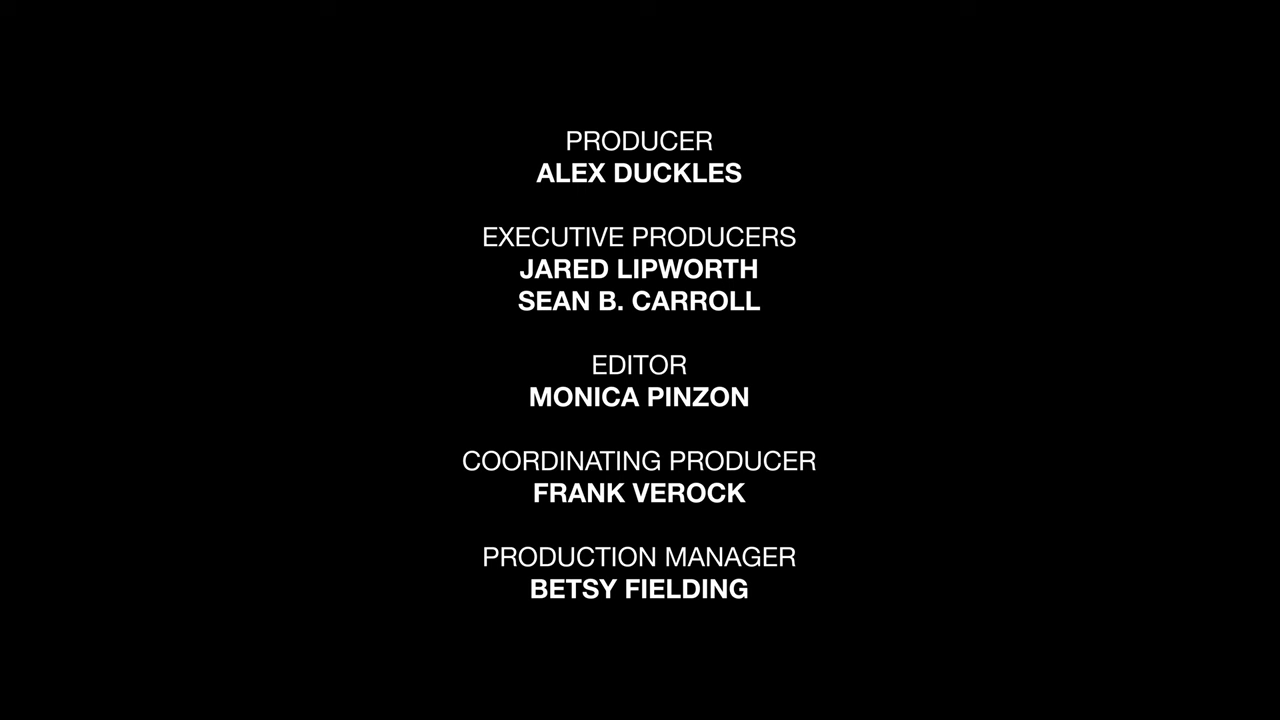 PRODUCER
ALEX DUCKLES
EXECUTIVE PRODUCERS
JARED LIPWORTH
SEAN B. CARROLL
EDITOR
MONICA PINZON
COORDINATING PRODUCER
FRANK VEROCK
PRODUCTION MANAGER
BETSY FIELDING